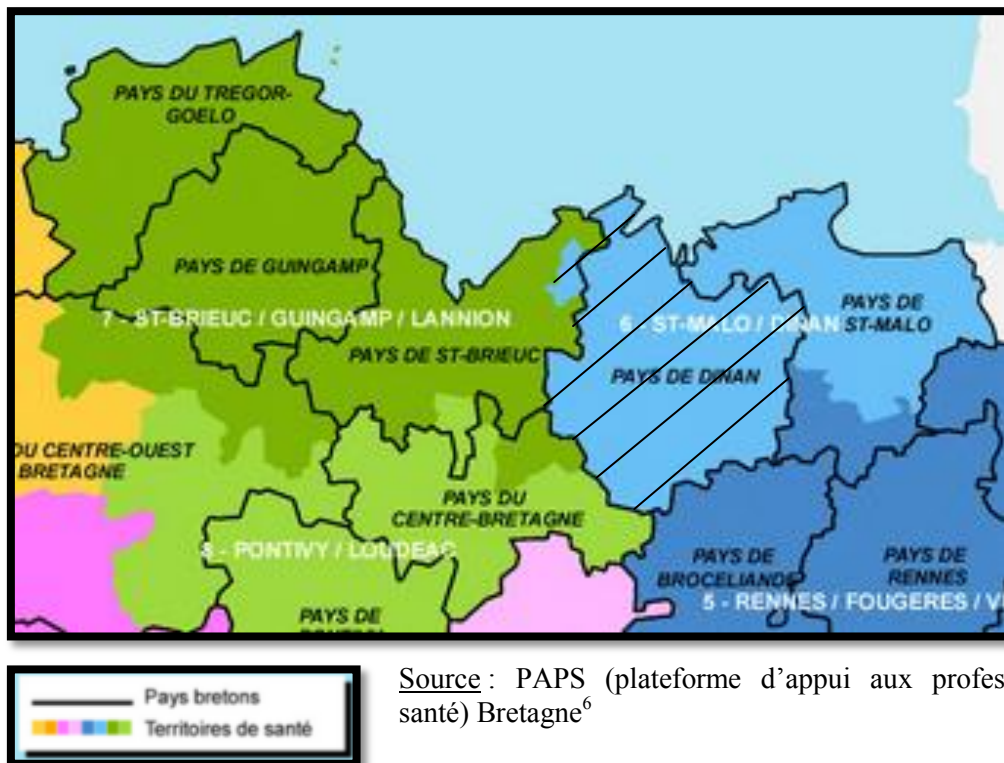 PAYS DU TREGOR-
GOELO
PAYS DE GUINGAMP
7 - ST-BRIEUC / GUINGAMP / LANNION
6 - ST-MALO / DINAN
PAYS DE
ST-MALO
PAYS DE ST-BRIEUC
PAYS DE DINAN
DU CENTRE-OUEST
BRETAGNE
PAYS DU
CENTRE-BRETAGNE
8 - PONTIVY / LOUDEAC
PAYS DE
BROCELIANDE
PAYS DE
RENNES
5 - RENNES / FOUGERES / VI
PAYS DE
Pays bretons
Territoires de santé
Source : PAPS (plateforme d'appui aux profes
santé) Bretagne6